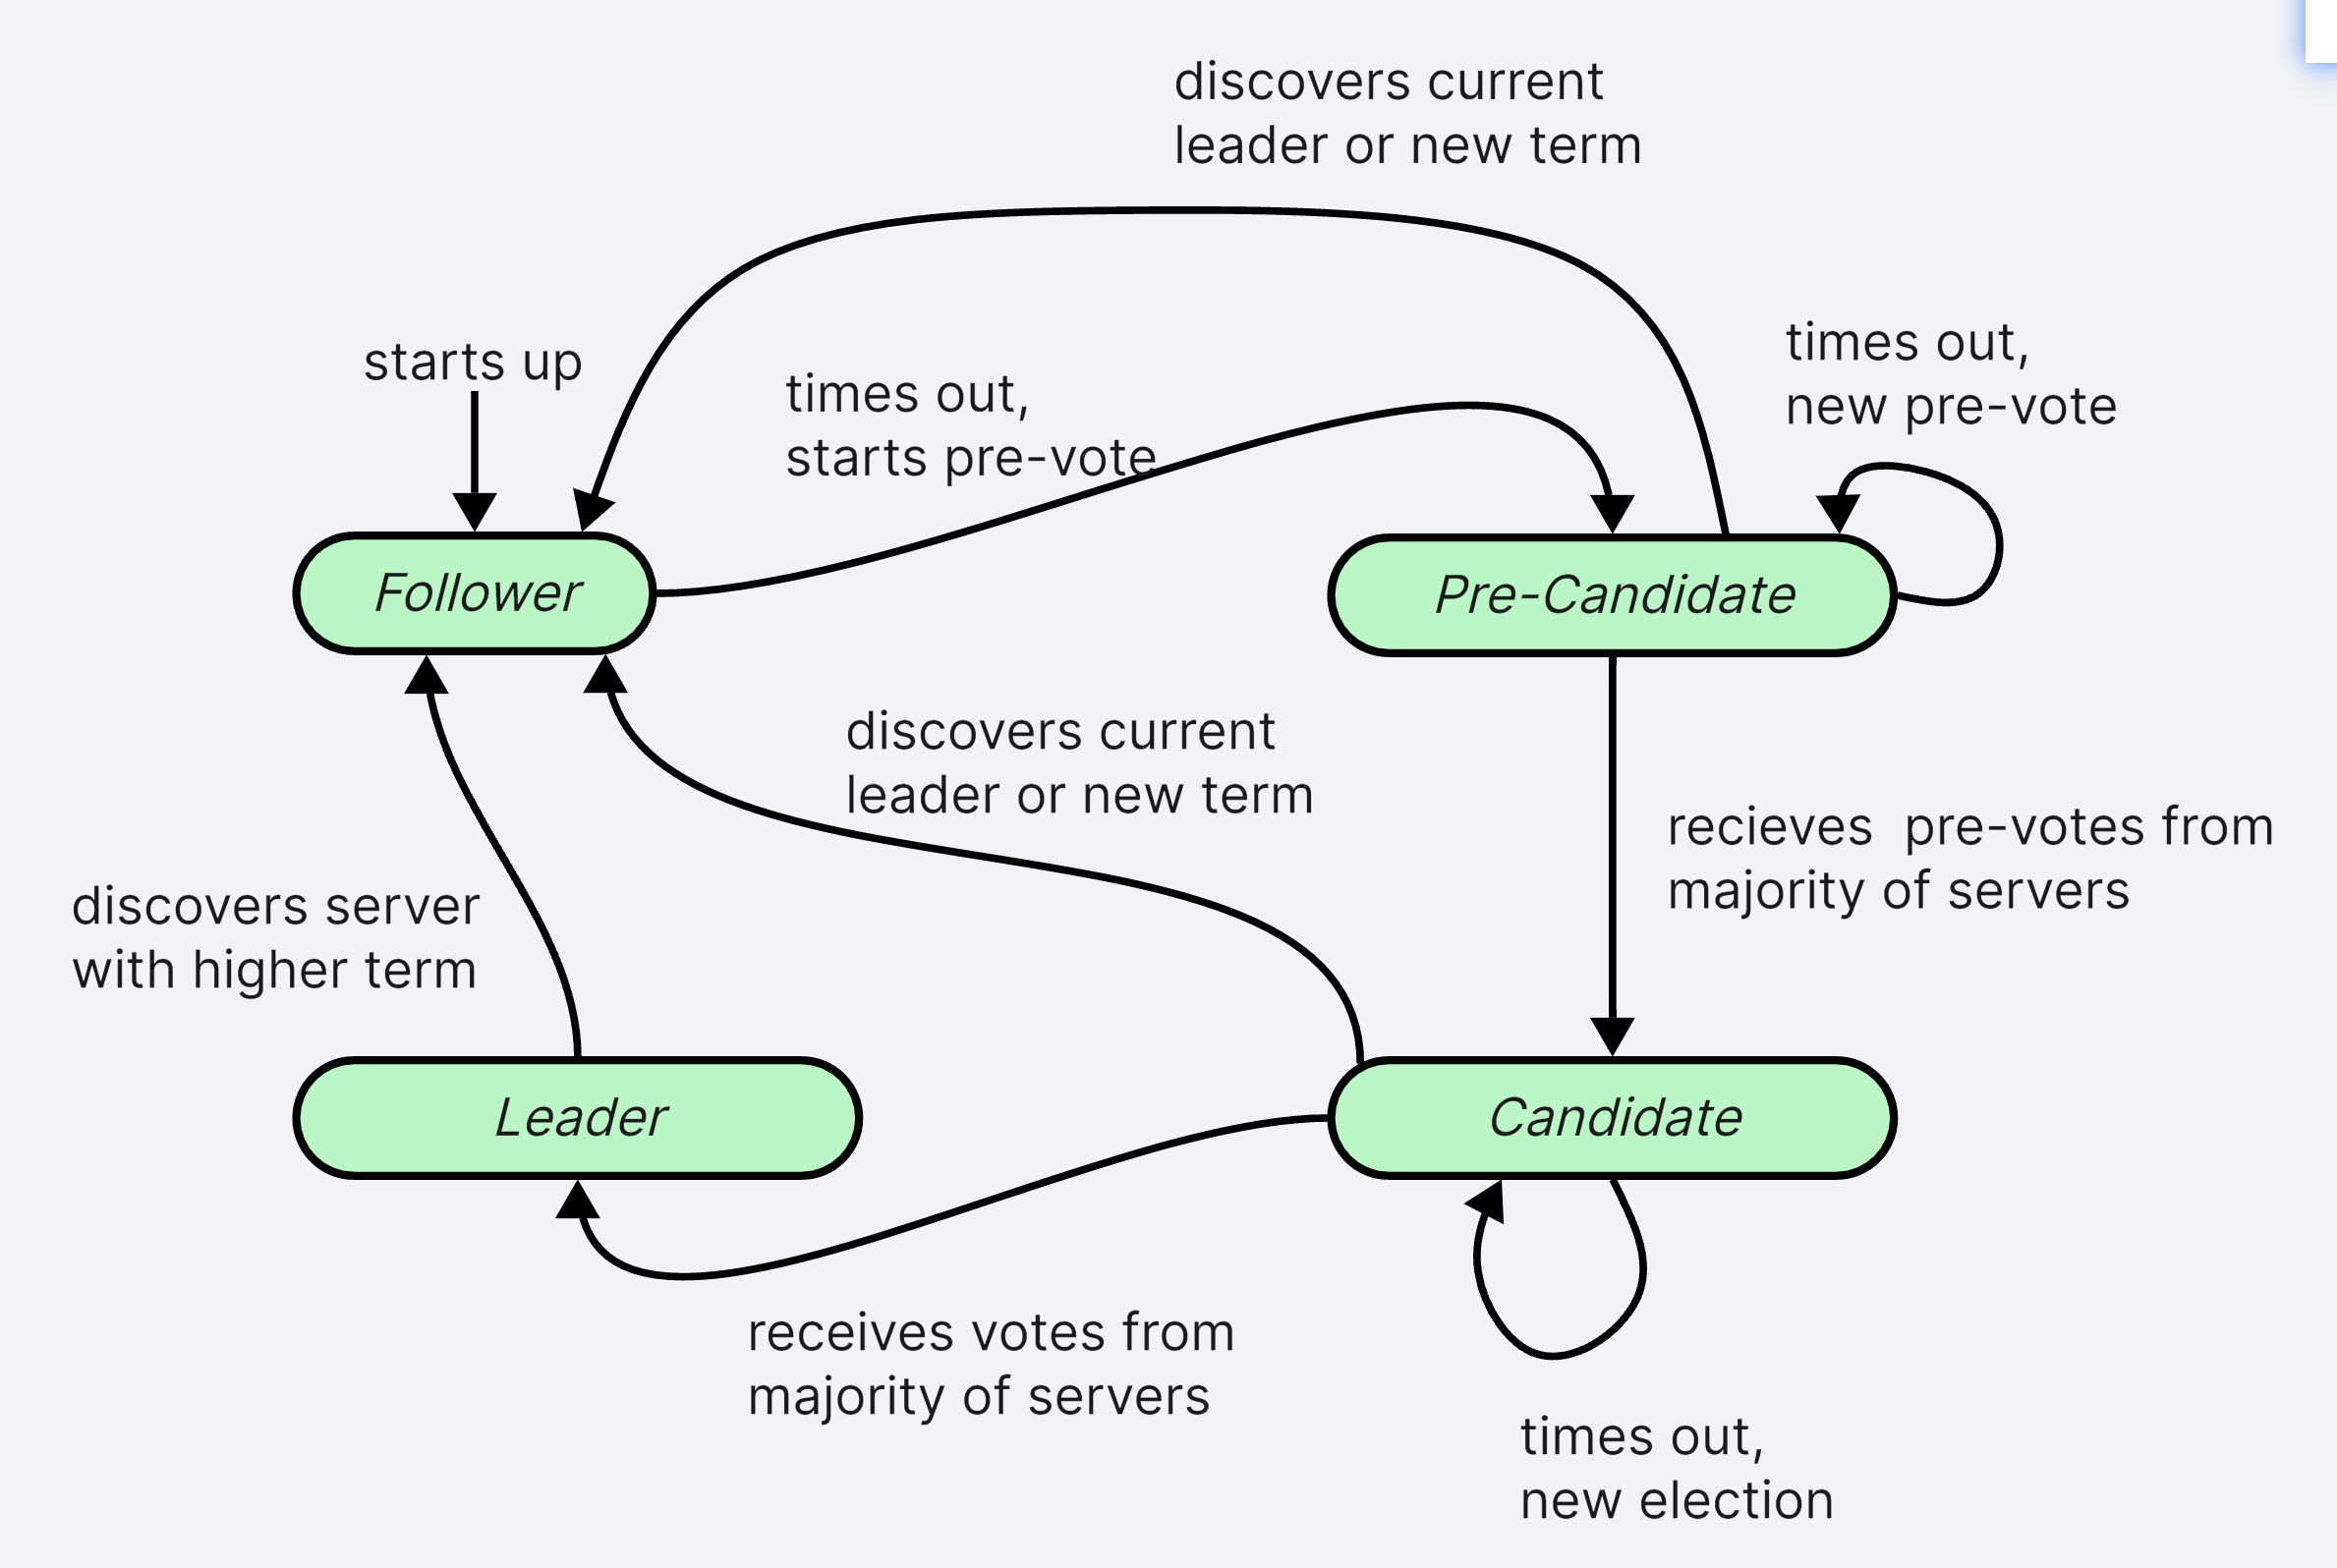 discovers current
leader or new term
starts up
times out,
starts pre-vote
times out,
new pre-vote
Follower
Pre-Candidate
discovers current
leader or new term
recieves  pre-votes from
majority of servers
discovers server
with higher term
Leader
Candidate
receives votes from
majority of servers
times out,
new election